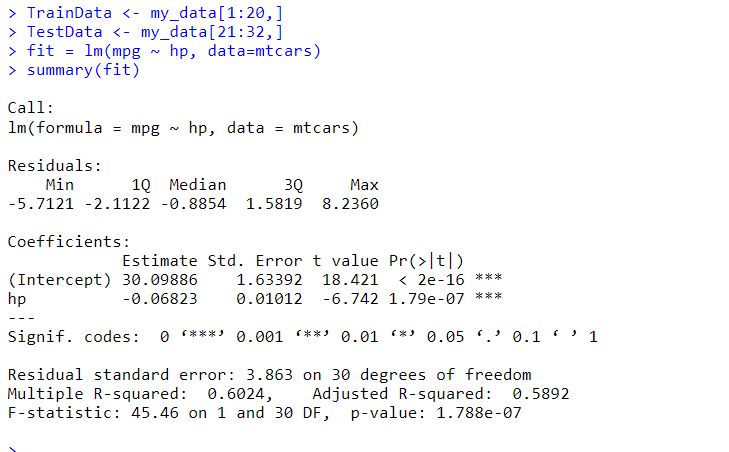 > TrainData <- my_data[1:20,]
> TestData <- my_data[21:32,]
> fit = lm(mpg ~ hp, data=mtcars)
> summary(fit)

Call:
lm(formula = mpg ~ hp, data = mtcars)

Residuals:
    Min      1Q  Median      3Q     Max
-5.7121 -2.1122 -0.8854  1.5819  8.2360

Coefficients:
            Estimate Std. Error t value Pr(>|t|)
(Intercept) 30.09886    1.63392  18.421  < 2e-16 ***
hp          -0.06823    0.01012  -6.742 1.79e-07 ***
---
Signif. codes:  0 ‘***’ 0.001 ‘**’ 0.01 ‘*’ 0.05 ‘.’ 0.1 ‘ ’ 1

Residual standard error: 3.863 on 30 degrees of freedom
Multiple R-squared:  0.6024,	Adjusted R-squared:  0.5892
F-statistic: 45.46 on 1 and 30 DF,  p-value: 1.788e-07

>